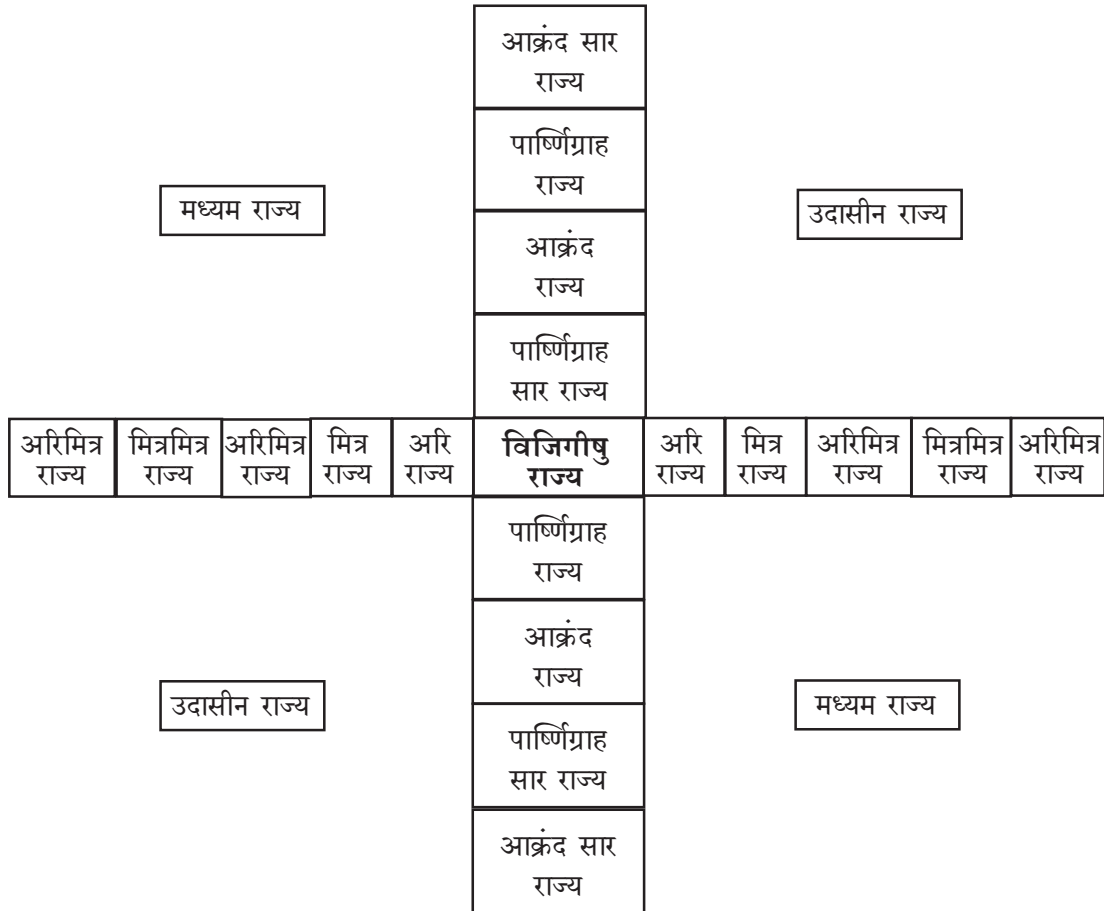 आक्रंद सार
राज्य
पार्ष्णिग्राह
राज्य
मध्यम राज्य
उदासीन राज्य
आक्रंद
राज्य
पार्ष्णिग्राह
सार राज्य
अरिमित्र राज्य
मित्रमित्र राज्य
अरिमित्र राज्य
मित्र राज्य
अरि राज्य
विजिगीषु राज्य
अरि राज्य
मित्र राज्य
अरिमित्र राज्य
मित्रमित्र राज्य
अरिमित्र राज्य
पार्ष्णिग्राह
राज्य
आक्रंद
राज्य
उदासीन राज्य
मध्यम राज्य
पार्ष्णिग्राह
सार राज्य
आक्रंद सार
राज्य